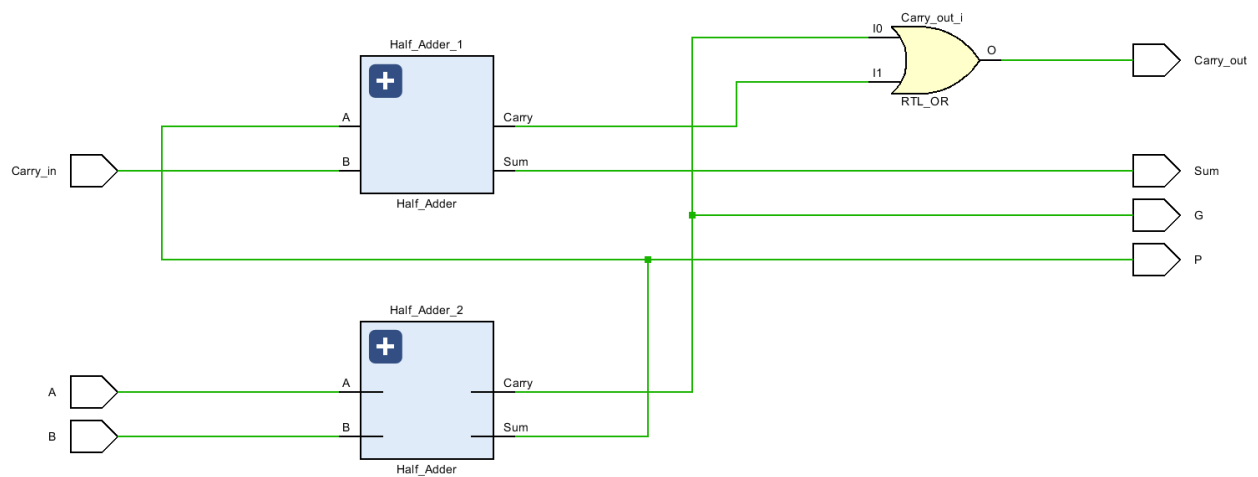 Carry_out_i
I0
O
Carry_out
I1
RTL_OR
Half_Adder_1
A
Carry
Carry_in
B
Sum
Sum
Half_Adder
G
P
Half_Adder_2
A
A
Carry
B
B
Sum
Half_Adder